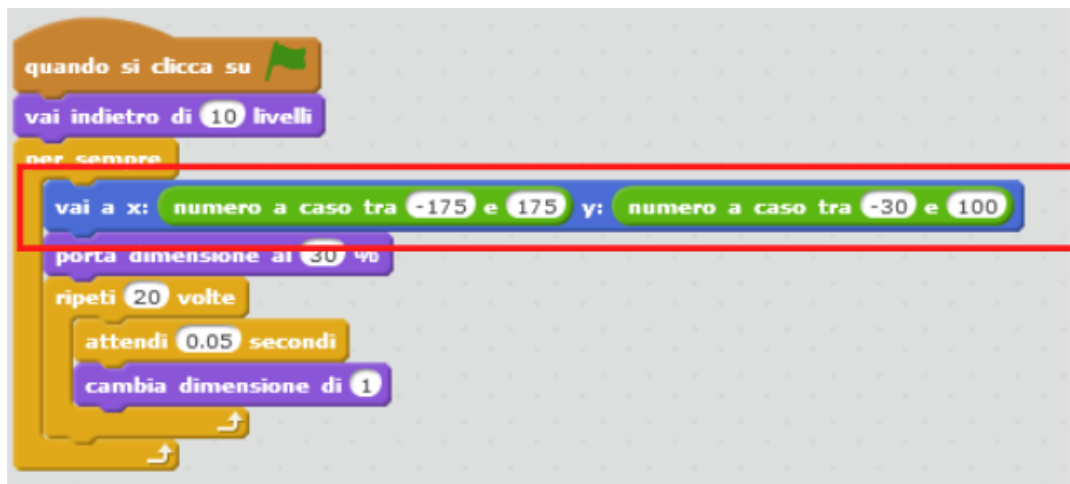 quando si clicca su
vai indietro di 10 livelli
per sempre
vai a x: numero a caso tra -175 e 175 y: numero a caso tra -30 e 100
porta dimensione al 30 %
ripeti 20 volte
attendi 0.05 secondi
cambia dimensione di 1